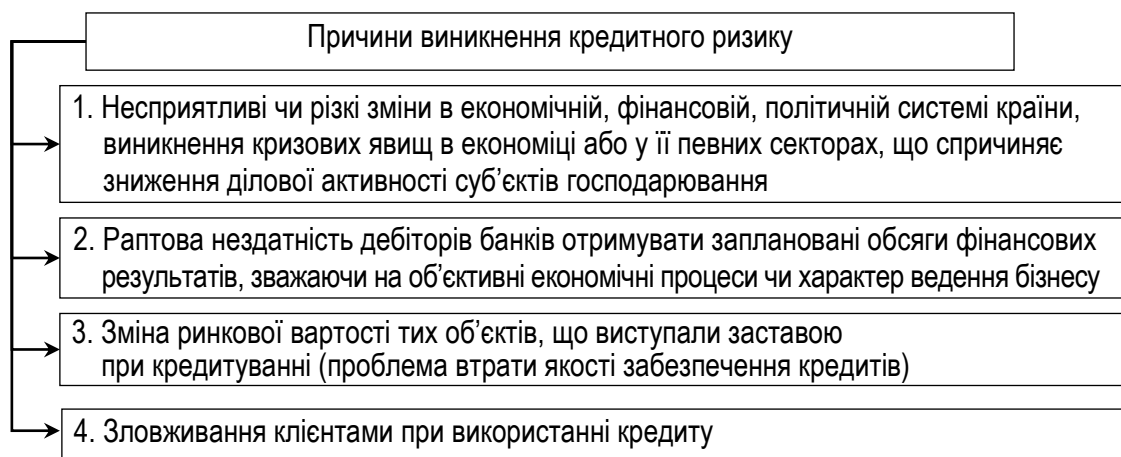 Причини виникнення кредитного ризику
1. Несприятливі чи різкі зміни в економічній, фінансовій, політичній системі країни,
виникнення кризових явищ в економіці або у її певних секторах, що спричиняє
зниження ділової активності суб’єктів господарювання
2. Раптова нездатність дебіторів банків отримувати заплановані обсяги фінансових
результатів, зважаючи на об’єктивні економічні процеси чи характер ведення бізнесу
3. Зміна ринкової вартості тих об’єктів, що виступали заставою
при кредитуванні (проблема втрати якості забезпечення кредитів)
4. Зловживання клієнтами при використанні кредиту